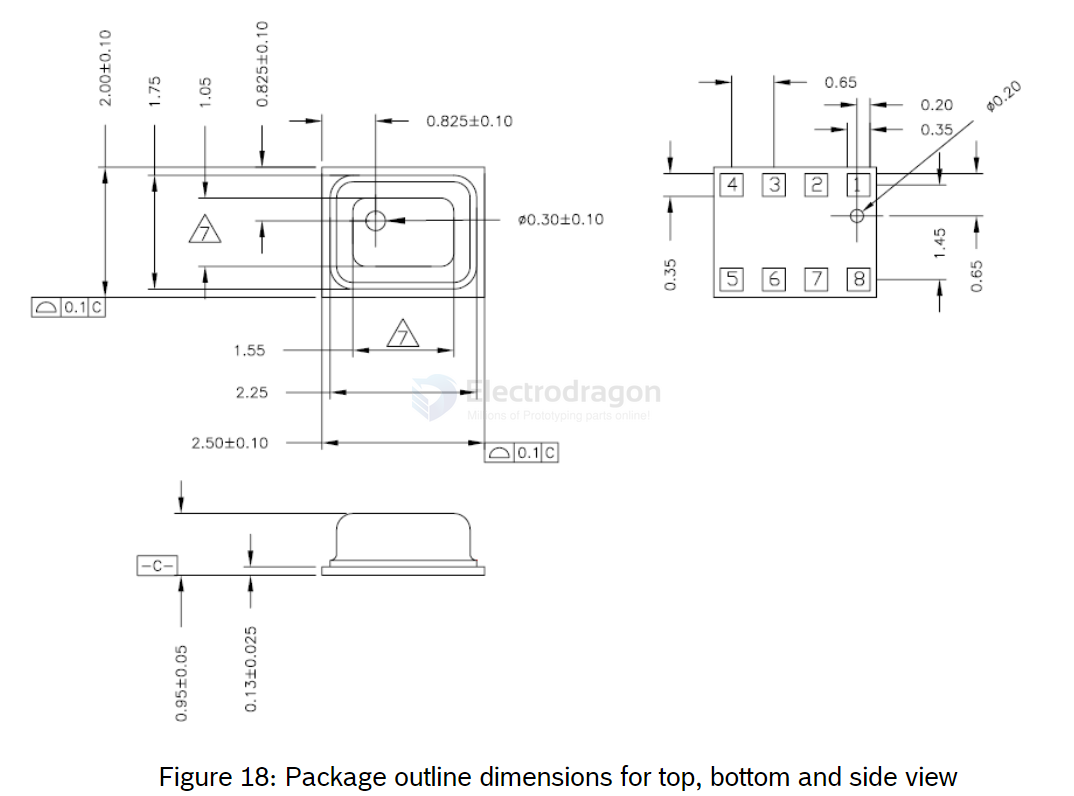 2.00±0.10
1.75
1.05
0.825±0.10
0.825±0.10
ø0.30±0.10
7
0.1 C
7
1.55
2.25
2.50±0.10
0.1 C
0.65
0.20
0.35
ø0.20
4 3 2 1
5 6 7 8
0.35
1.45
0.65
Electrodragon
Millions of Prototyping parts online!
-C-
0.95±0.05
0.13±0.025
Figure 18: Package outline dimensions for top, bottom and side view